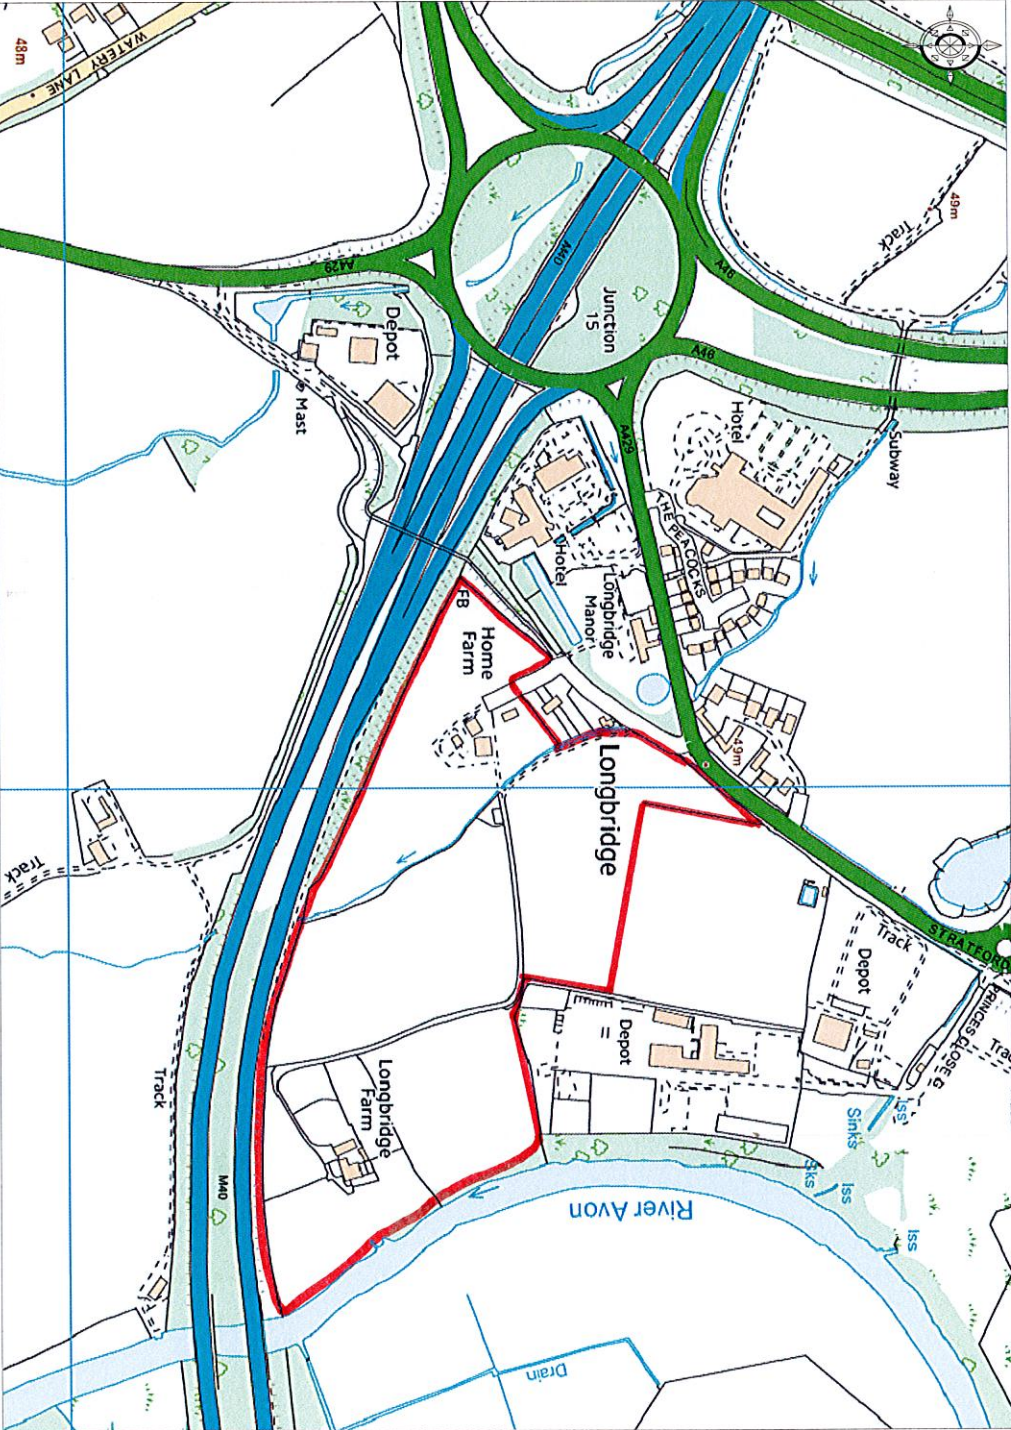 48m
WATERY LANE
49m
Track
A46
A40
Junction
15
A46
A429
A429
Depot
Mast
Hotel
Subway
THE PEACOCKS
Hotel
Longbridge
Manor
FB
Home
Farm
49m
Longbridge
STRATFORD
Track
Depot
PRINCES CLOSE
Depot
Longbridge
Farm
Track
Track
M40
River Avon
Iss
Sinks
Sks
Iss
Iss
Drain